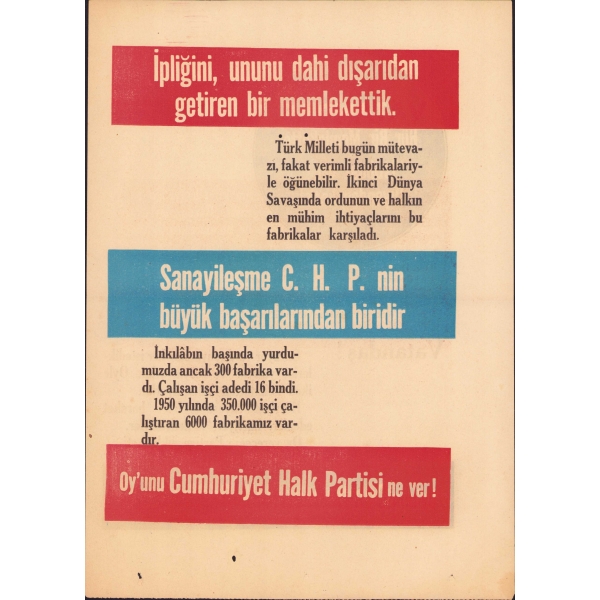 İpliğini, ununu dahi dışarıdan
getiren bir memlekettik.
Türk Milleti bugün müteva-
zı, fakat verimli fabrikalariy-
le öğünebilir. İkinci Dünya
Savaşında ordunun ve halkın
en mühim ihtiyaçlarını bu
fabrikalar karşıladı.
Sanayileşme C. H. P. nin
büyük başarılarından biridir
İnkılâbın başında yurdu-
muzda ancak 300 fabrika var-
dı. Çalışan işçi adedi 16 bindi.
1950 yılında 350.000 işçi ça-
lıştıran 6000 fabrikamız var-
dır.
Oy'unu Cumhuriyet Halk Partisi ne ver!